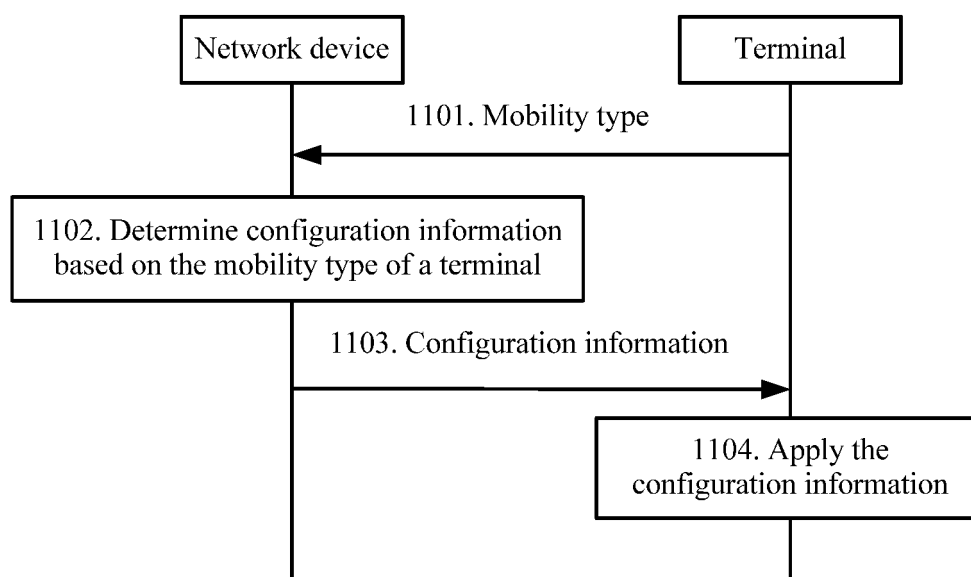 Network device
Terminal
1101. Mobility type
1102. Determine configuration information
based on the mobility type of a terminal
1103. Configuration information
1104. Apply the
configuration information